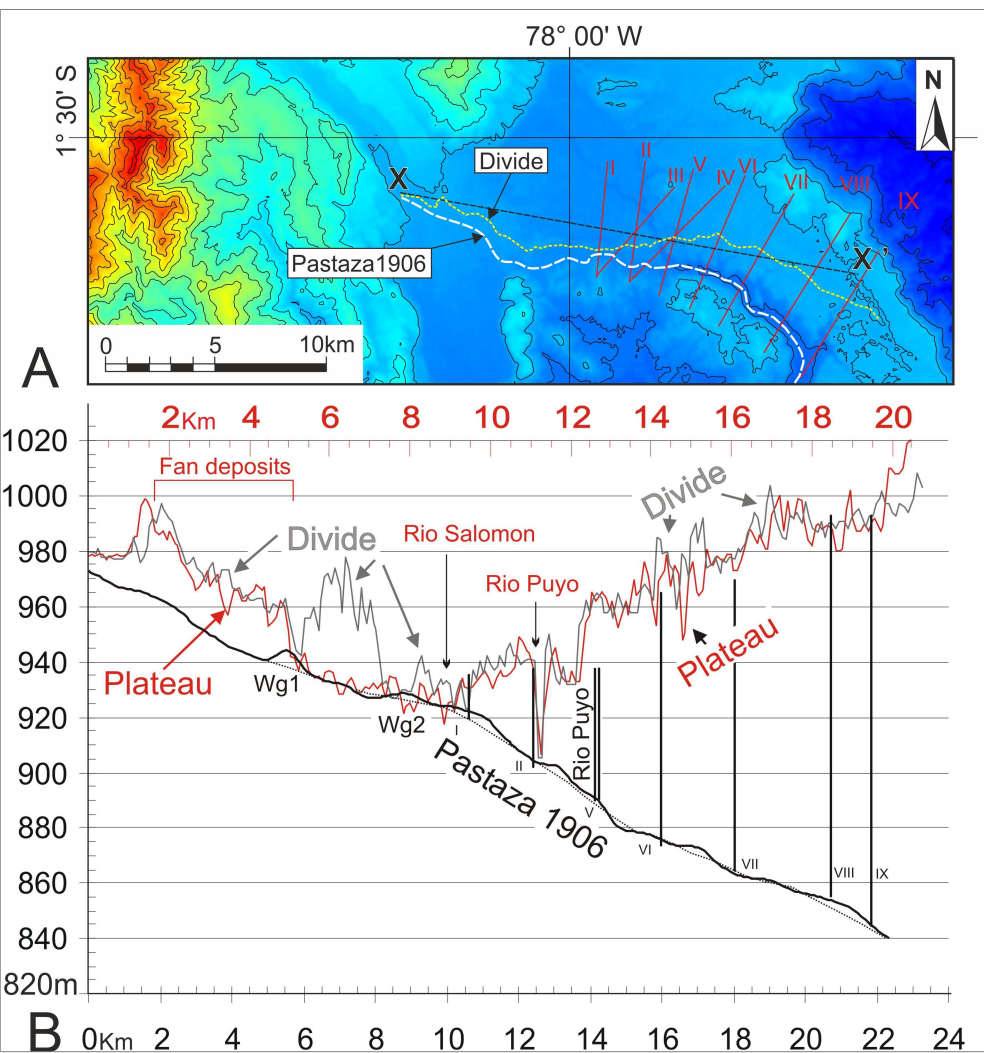 78° 00' W
1° 30' S
N
X
Divide
I
II
III
V
IV
VI
VII
VIII
IX
Pastaza1906
X'
0 5 10km
A
2Km 4 6 8 10 12 14 16 18 20
1020
Fan deposits
1000
Divide
Divide
Rio Salomon
980
Rio Puyo
960
Plateau
Plateau
940
Wg1
Wg2
Rio Puyo
920
I
Pastaza 1906
II
900
V
880
VI
VII
VIII
IX
860
840
820m
B
0Km 2 4 6 8 10 12 14 16 18 20 22 24